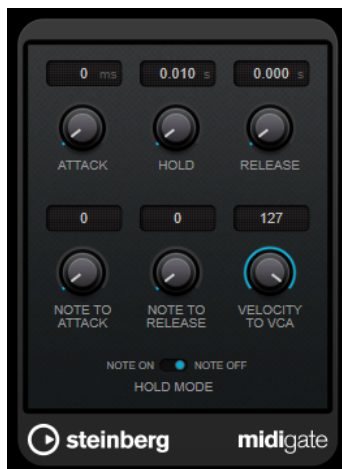 0 ms 0.010 s 0.000 s
ATTACK HOLD RELEASE
0 0 127
NOTE TO NOTE TO VELOCITY
ATTACK RELEASE TO VCA
NOTE ON NOTE OFF
HOLD MODE
steinberg midigate